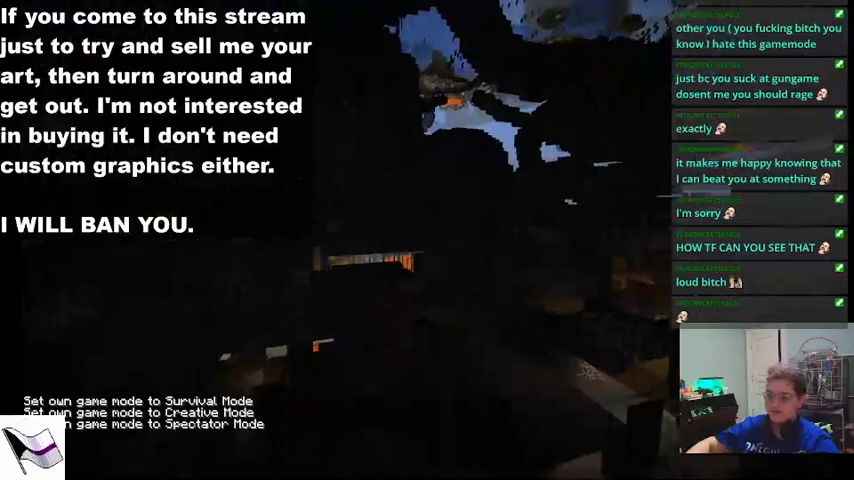 If you come to this stream
just to try and sell me your
art, then turn around and
get out. I'm not interested
in buying it. I don't need
custom graphics either.
I WILL BAN YOU.
other you ( you fucking bitch you
know I hate this gamemode
just bc you suck at gungame
dosent me you should rage
exactly
it makes me happy knowing that
I can beat you at something
I'm sorry
HOW TF CAN YOU SEE THAT
loud bitch
Set own game mode to Survival Mode
Set own game mode to Creative Mode
own game mode to Spectator Mode